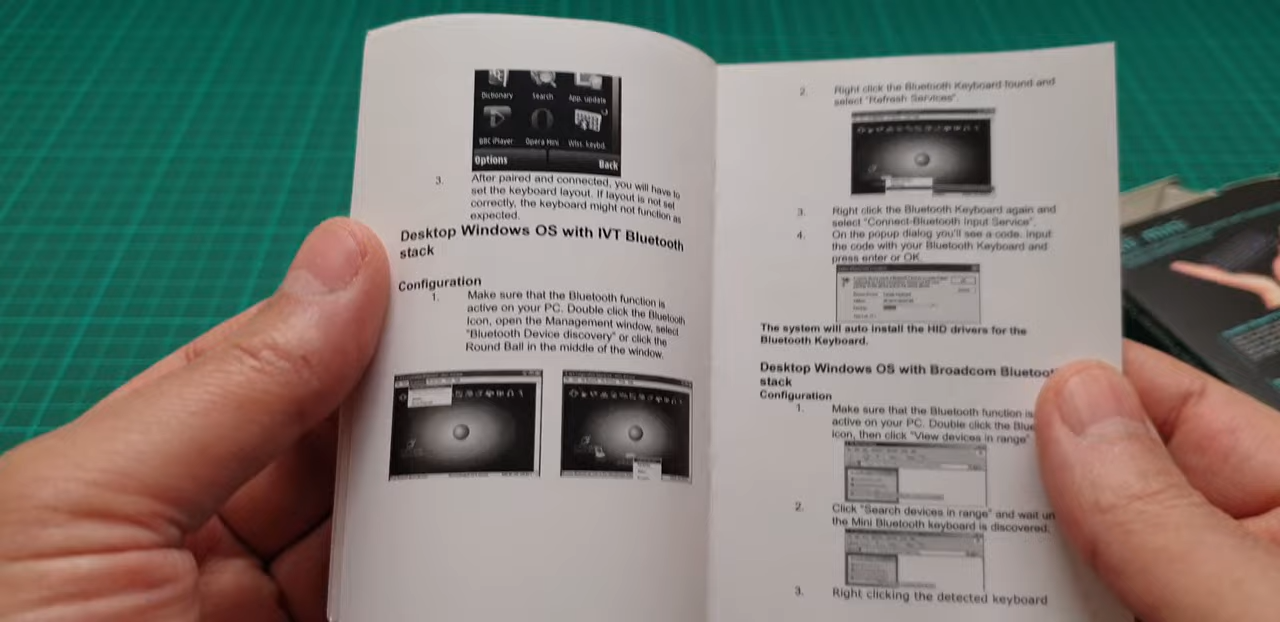 Dictionary Search App. update
BBC iPlayer Opera Mini Wlss. keybd.
Options Back
3. After paired and connected, you will have to
set the keyboard layout. If layout is not set
correctly, the keyboard might not function as
expected.
Desktop Windows OS with IVT Bluetooth
stack
Configuration
1. Make sure that the Bluetooth function is
active on your PC. Double click the Bluetooth
Icon, open the Management window, select
"Bluetooth Device discovery" or click the
Round Ball in the middle of the window.
2. Right click the Bluetooth Keyboard found and
select "Refresh Services".
3. Right click the Bluetooth Keyboard again and
select "Connect-Bluetooth Input Service".
4. On the popup dialog you'll see a code, input
the code with your Bluetooth Keyboard and
press enter or OK.
The system will auto install the HID drivers for the
Bluetooth Keyboard.
Desktop Windows OS with Broadcom Bluetoo
stack
Configuration
1. Make sure that the Bluetooth function is
active on your PC. Double click the Blue
Icon, then click "View devices in range"
2. Click "Search devices in range" and wait un
the Mini Bluetooth keyboard is discovered.
3. Right clicking the detected keyboard